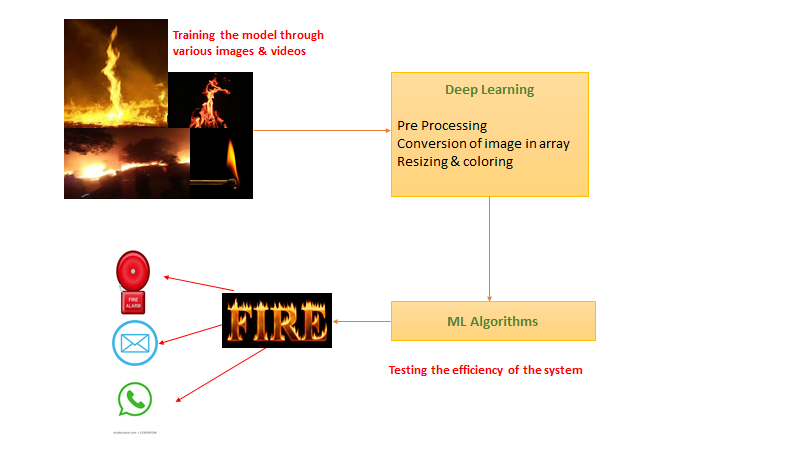 Training the model through
various images & videos
Deep Learning
Pre Processing
Conversion of image in array
Resizing & coloring
FIRE
ALARM
FIRE
ML Algorithms
Testing the efficiency of the system